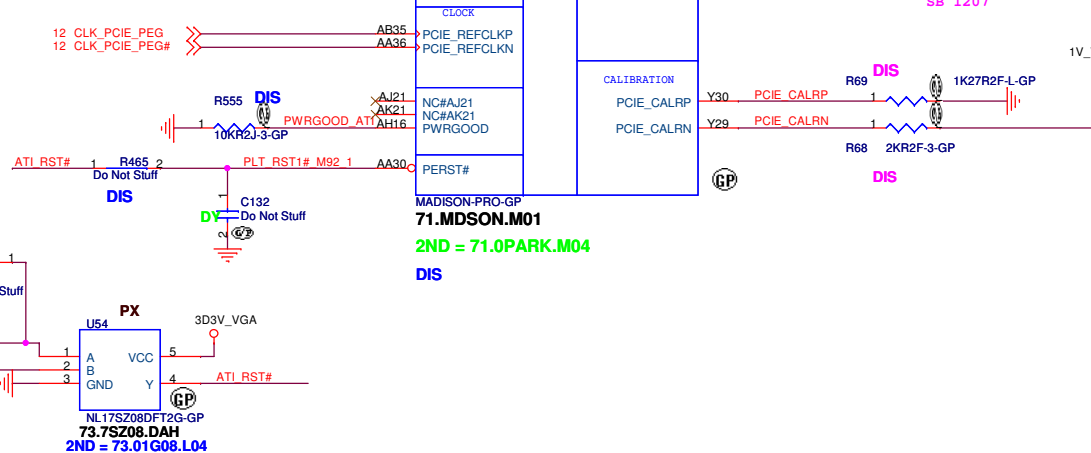 SB 1207
CLOCK
12 CLK_PCIE_PEG
AB35
PCIE_REFCLKP
12 CLK_PCIE_PEG#
AA36
PCIE_REFCLKN
1V_
CALIBRATION
DIS
R69
1K27R2F-L-GP
R555
DIS
AJ21
NC#AJ21
AK21
NC#AK21
PCIE_CALRP
Y30
PCIE_CALRP
1
1
PWRGOOD_ATI
AH16
PWRGOOD
PCIE_CALRN
Y29
PCIE_CALRN
1
10KR2J-3-GP
R68
2KR2F-3-GP
DIS
ATI_RST#
1
R465
2
PLT_RST1#_M92_1
AA30
PERST#
Do Not Stuff
DIS
GP
1
C132
DY
Do Not Stuff
2
MADISON-PRO-GP
71.MDSON.M01
2ND = 71.0PARK.M04
DIS
1
Stuff
PX
U54
3D3V_VGA
1
A
VCC
5
2
B
3
GND
Y
4
ATI_RST#
GP
NL17SZ08DFT2G-GP
73.7SZ08.DAH
2ND = 73.01G08.L04